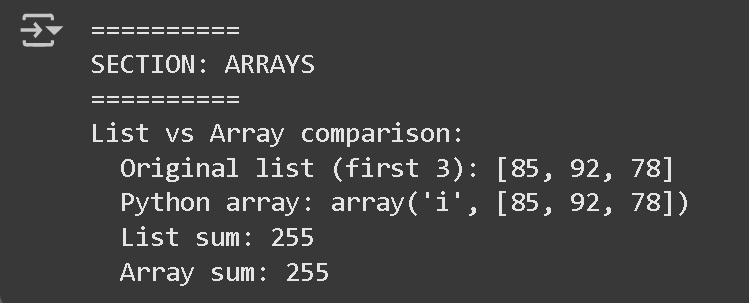 ==========
SECTION: ARRAYS
==========
List vs Array comparison:
  Original list (first 3): [85, 92, 78]
  Python array: array('i', [85, 92, 78])
  List sum: 255
  Array sum: 255